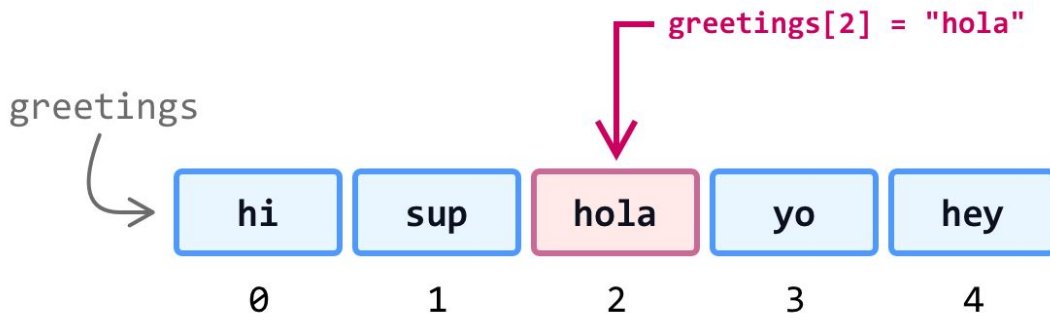 greetings[2] = "hola"
greetings
hi sup hola yo hey
0 1 2 3 4